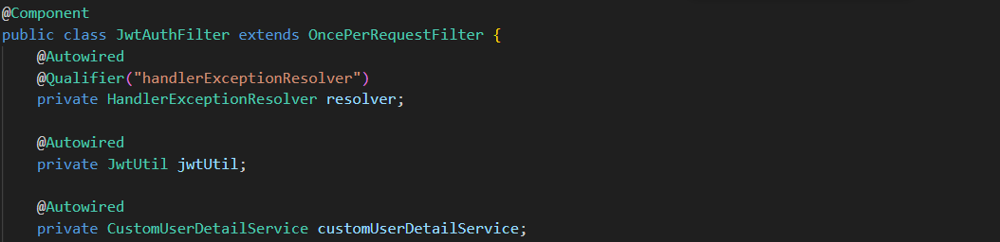 @Component
public class JwtAuthFilter extends OncePerRequestFilter {
@Autowired
@Qualifier("handlerExceptionResolver")
private HandlerExceptionResolver resolver;
@Autowired
private JwtUtil jwtUtil;
@Autowired
private CustomUserDetailService customUserDetailService;